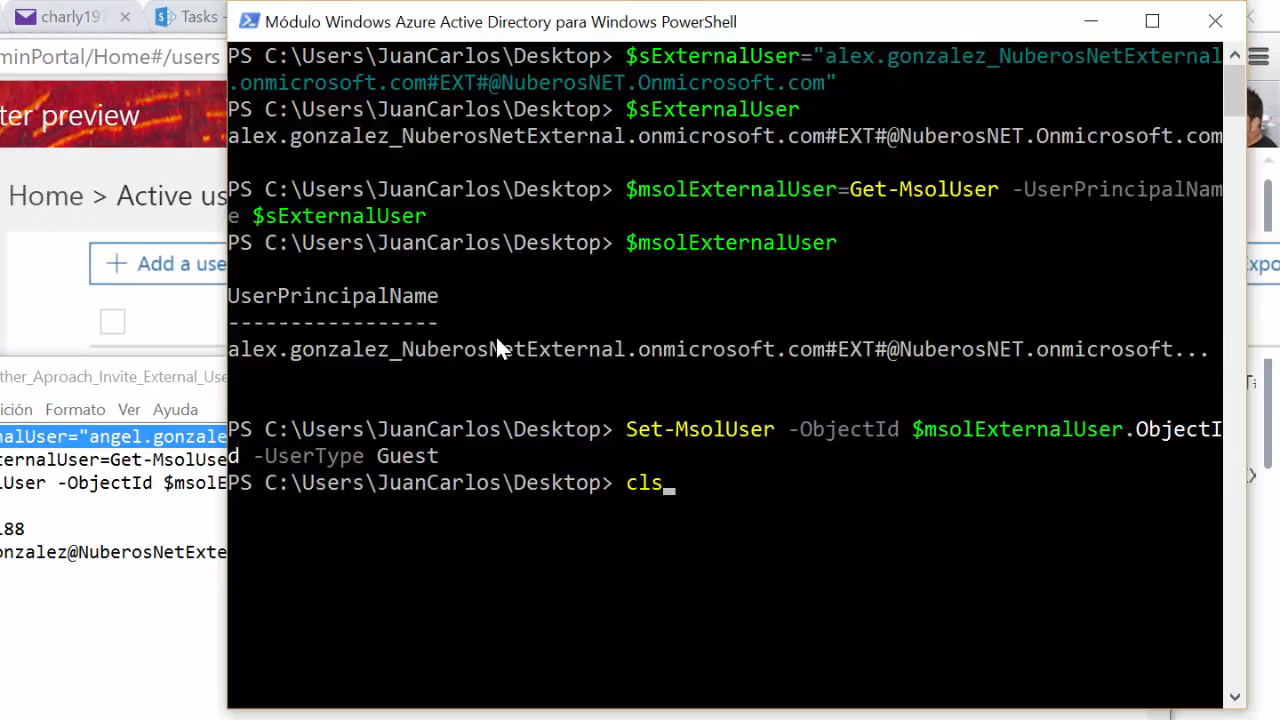 charly197
Tasks -
Módulo Windows Azure Active Directory para Windows PowerShell
minPortal/Home#/users
ter preview
Home > Active us
Add a use
Expo
PS C:\Users\JuanCarlos\Desktop> $sExternalUser="alex.gonzalez_NuberosNetExternal
.onmicrosoft.com#EXT#@NuberosNET.Onmicrosoft.com"
PS C:\Users\JuanCarlos\Desktop> $sExternalUser
alex.gonzalez_NuberosNetExternal.onmicrosoft.com#EXT#@NuberosNET.Onmicrosoft.com
PS C:\Users\JuanCarlos\Desktop> $msolExternalUser=Get-MsolUser -UserPrincipalNam
e $sExternalUser
PS C:\Users\JuanCarlos\Desktop> $msolExternalUser
UserPrincipalName
-----------------
alex.gonzalez_NuberosNetExternal.onmicrosoft.com#EXT#@NuberosNET.onmicrosoft...
PS C:\Users\JuanCarlos\Desktop> Set-MsolUser -ObjectId $msolExternalUser.ObjectI
d -UserType Guest
PS C:\Users\JuanCarlos\Desktop> cls
ther_Aproach_Invite_External_Use
ición Formato Ver Ayuda
nalUser="angel.gonzale
ternalUser=Get-MsolUse
lUser -ObjectId $msolE
188
onzalez@NuberosNetExte